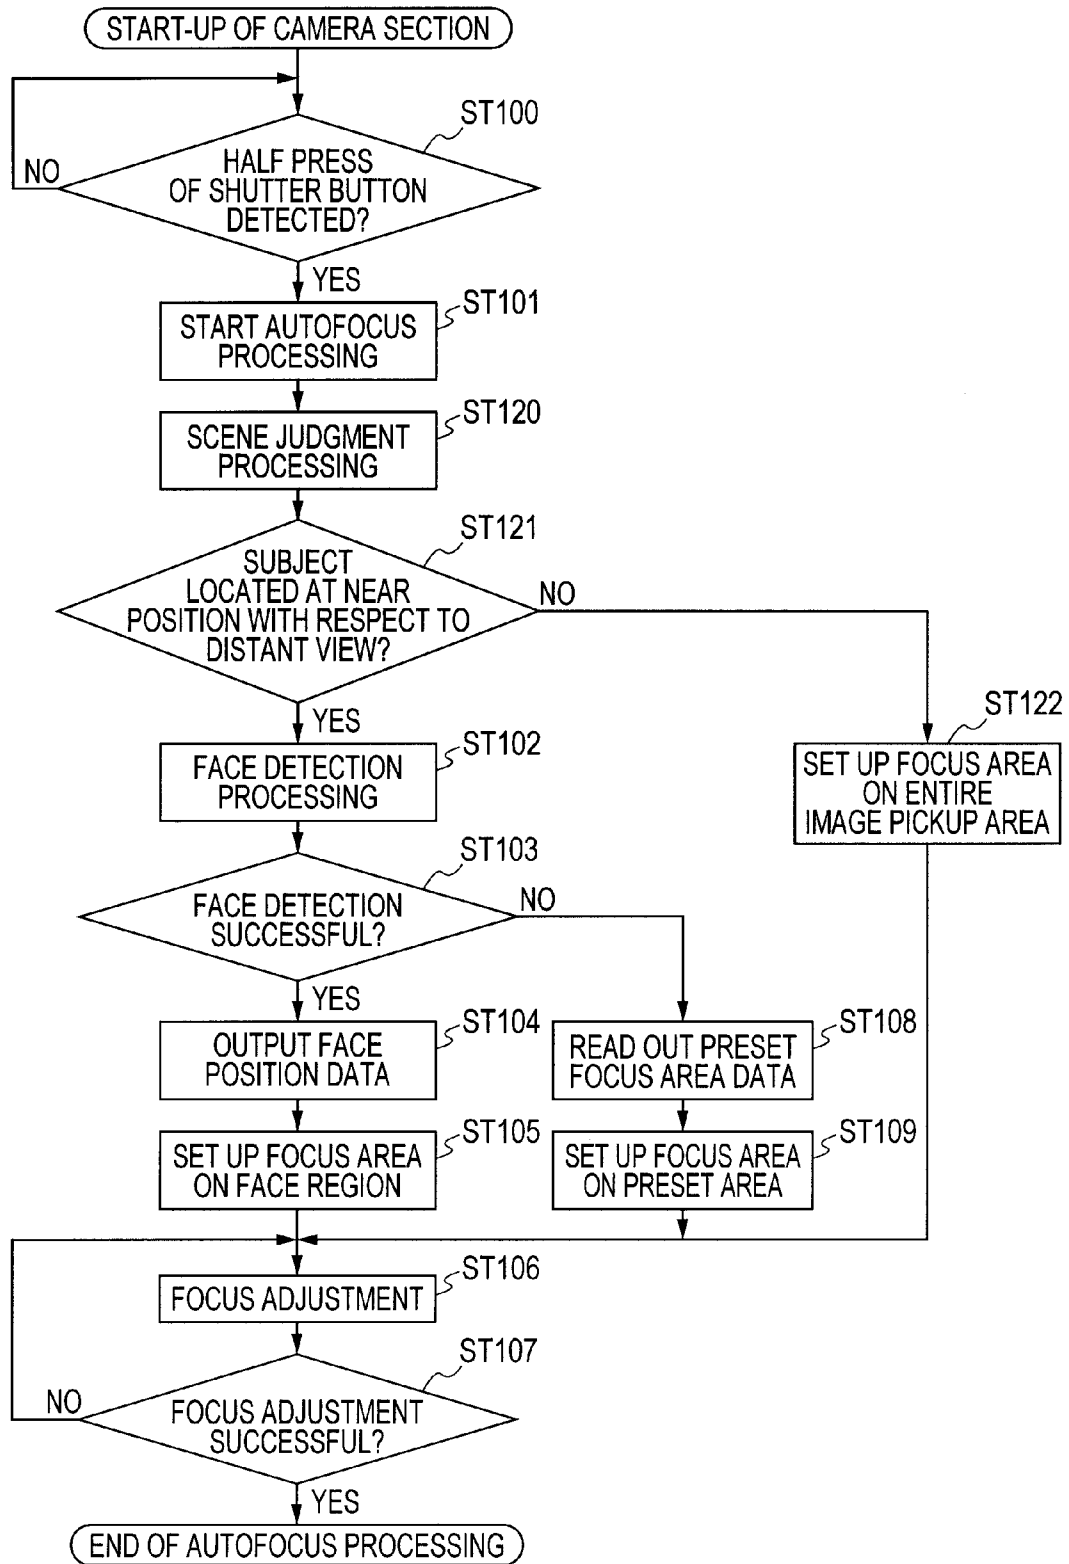 START-UP OF CAMERA SECTION
ST100
NO
HALF PRESS
OF SHUTTER BUTTON
DETECTED?
YES
ST101
START AUTOFOCUS
PROCESSING
ST120
SCENE JUDGMENT
PROCESSING
ST121
SUBJECT
LOCATED AT NEAR
POSITION WITH RESPECT TO
DISTANT VIEW?
NO
YES
ST122
SET UP FOCUS AREA
ON ENTIRE
IMAGE PICKUP AREA
ST102
FACE DETECTION
PROCESSING
ST103
FACE DETECTION
SUCCESSFUL?
NO
YES
ST104
OUTPUT FACE
POSITION DATA
ST108
READ OUT PRESET
FOCUS AREA DATA
ST105
SET UP FOCUS AREA
ON FACE REGION
ST109
SET UP FOCUS AREA
ON PRESET AREA
ST106
FOCUS ADJUSTMENT
ST107
NO
FOCUS ADJUSTMENT
SUCCESSFUL?
YES
END OF AUTOFOCUS PROCESSING